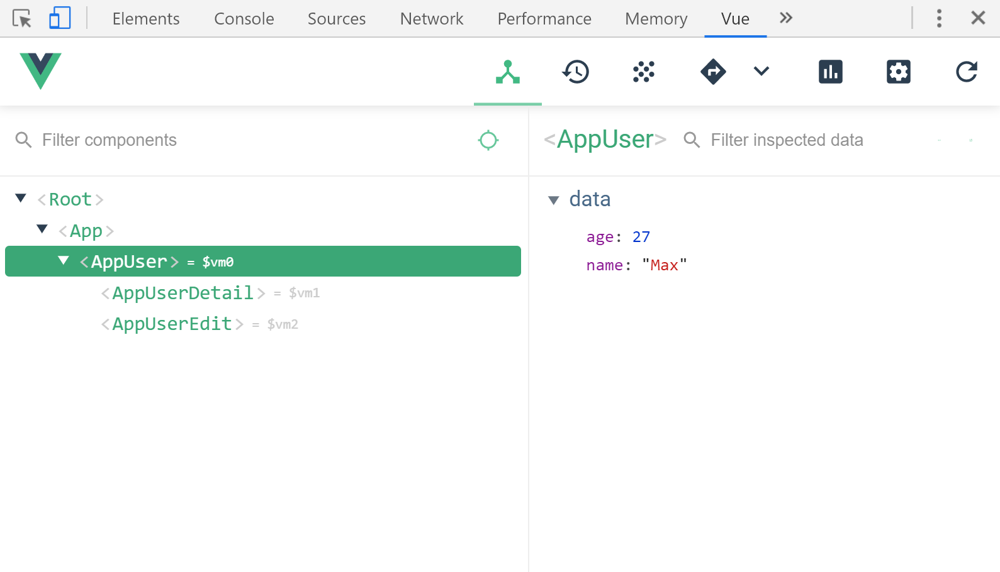 Elements Console Sources Network Performance Memory Vue
Filter components
<AppUser> Filter inspected data
<Root>
<App>
<AppUser> = $vm0
<AppUserDetail> = $vm1
<AppUserEdit> = $vm2
data
age: 27
name: "Max"